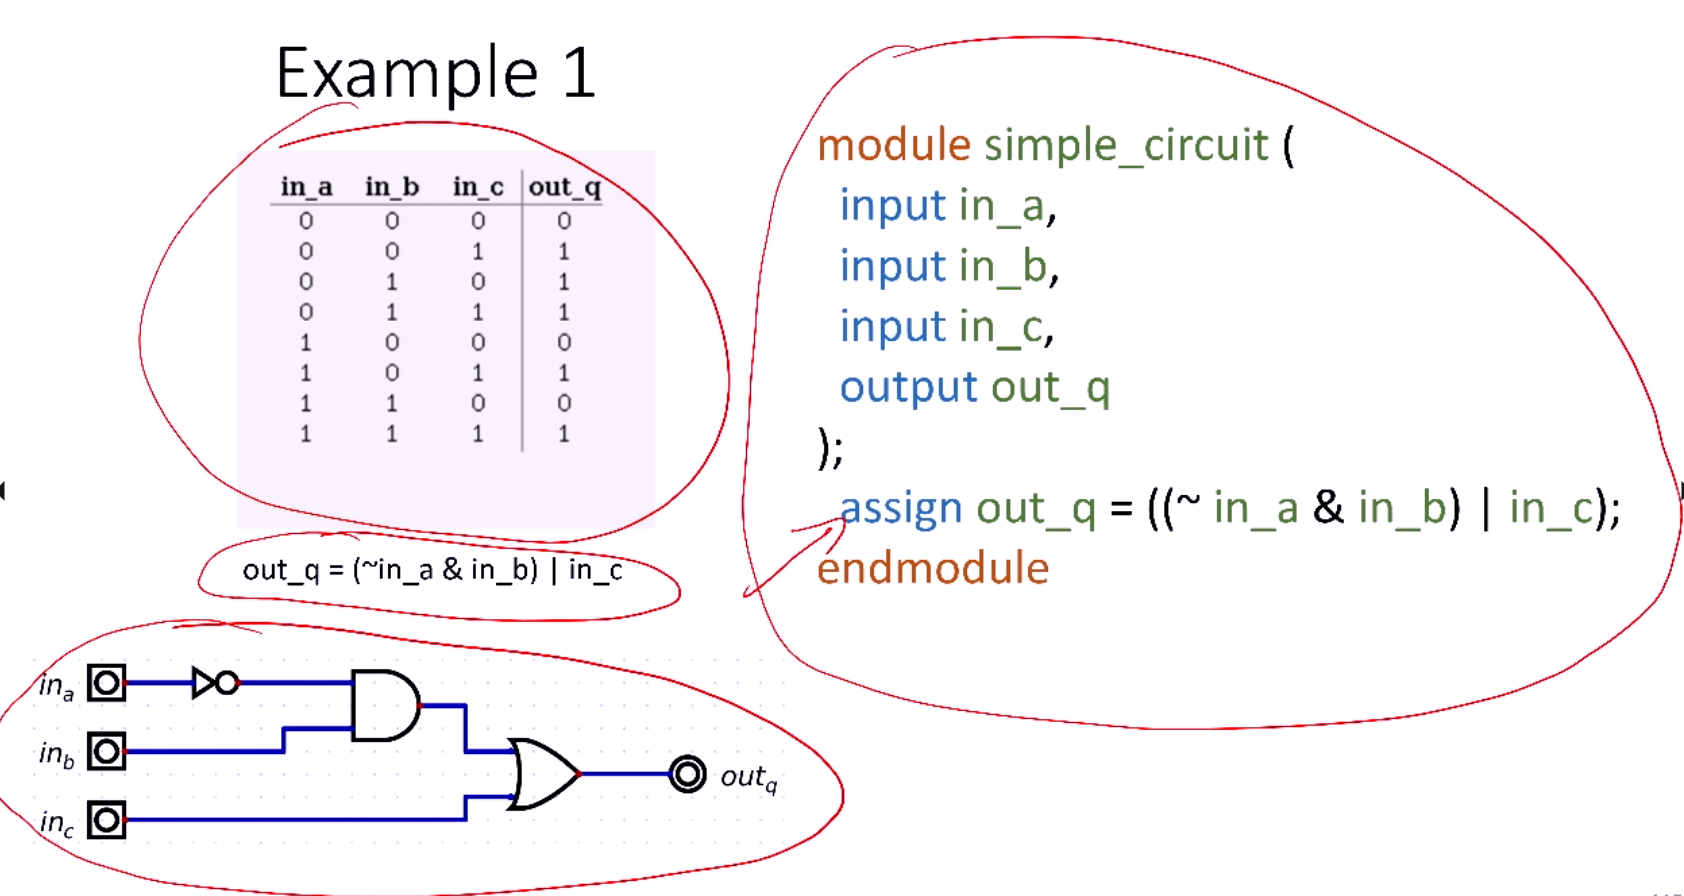 Example 1
in_a in_b in_c out_q
0 0 0 0
0 0 1 1
0 1 0 1
0 1 1 1
1 0 0 0
1 0 1 1
1 1 0 0
1 1 1 1
out_q = (~in_a & in_b) | in_c
in_a
in_b
in_c
out_q
module simple_circuit (
input in_a,
input in_b,
input in_c,
output out_q
);
assign out_q = ((~ in_a & in_b) | in_c);
endmodule